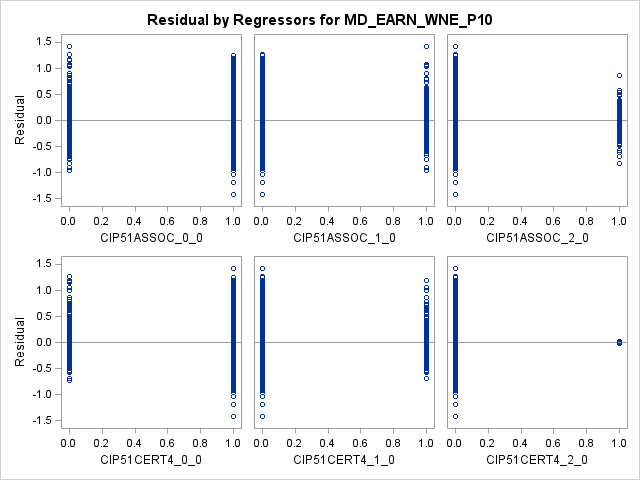 Residual by Regressors for MD_EARN_WNE_P10
1.5
1.0
0.5
0.0
-0.5
-1.0
-1.5
Residual
0.0 0.2 0.4 0.6 0.8 1.0
0.0 0.2 0.4 0.6 0.8 1.0
0.0 0.2 0.4 0.6 0.8 1.0
CIP51ASSOC_0_0
CIP51ASSOC_1_0
CIP51ASSOC_2_0
1.5
1.0
0.5
0.0
-0.5
-1.0
-1.5
Residual
0.0 0.2 0.4 0.6 0.8 1.0
0.0 0.2 0.4 0.6 0.8 1.0
0.0 0.2 0.4 0.6 0.8 1.0
CIP51CERT4_0_0
CIP51CERT4_1_0
CIP51CERT4_2_0